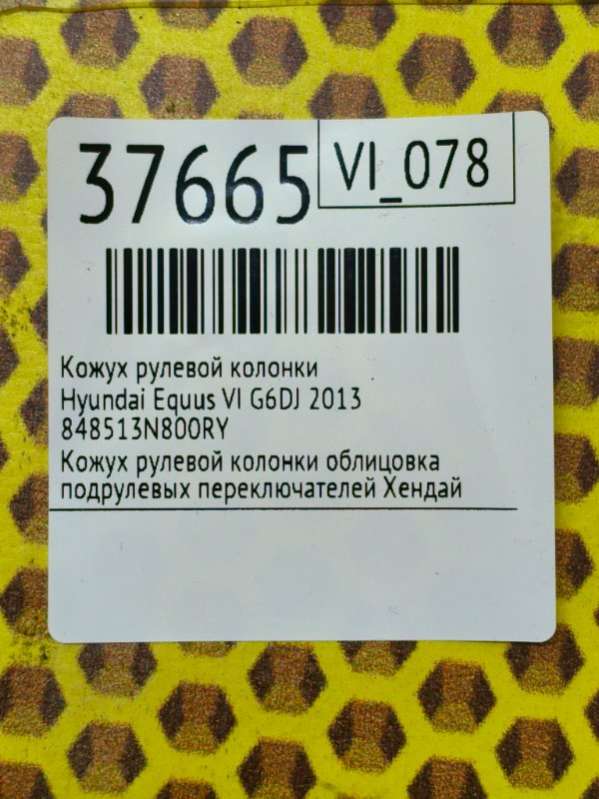 37665
VI_078
Кожух рулевой колонки
Hyundai Equus VI G6DJ 2013
848513N800RY
Кожух рулевой колонки облицовка
подрулевых переключателей Хендай